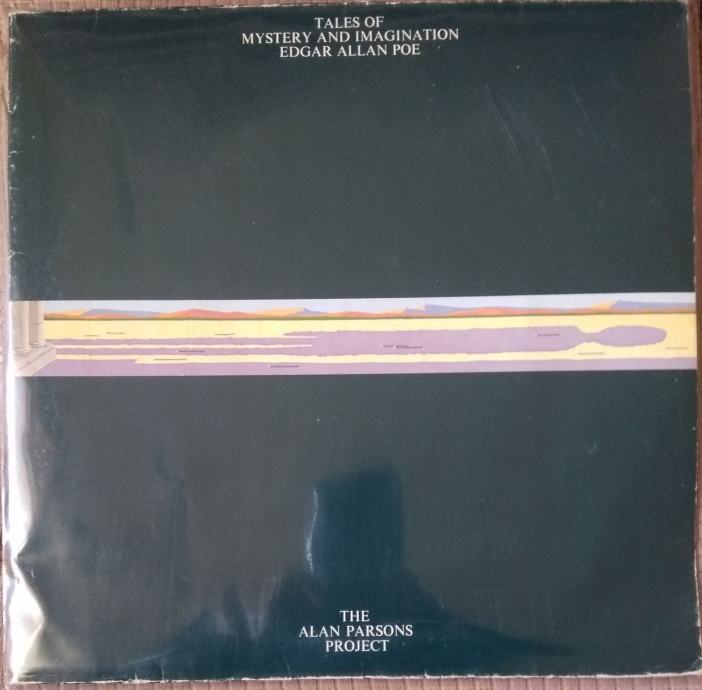 TALES OF
MYSTERY AND IMAGINATION
EDGAR ALLAN POE
THE
ALAN PARSONS
PROJECT